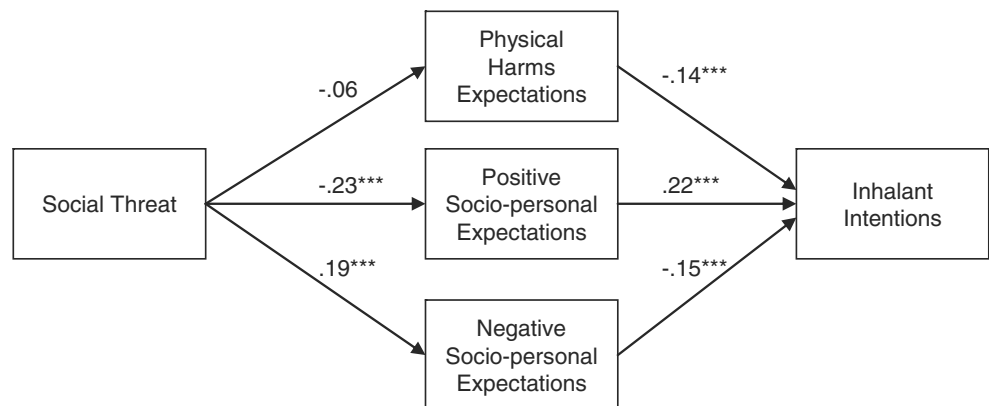 Physical
Harms
Expectations
-.06
-.14***
Social Threat
-.23***
Positive
Socio-personal
Expectations
.22***
Inhalant
Intentions
.19***
-.15***
Negative
Socio-personal
Expectations